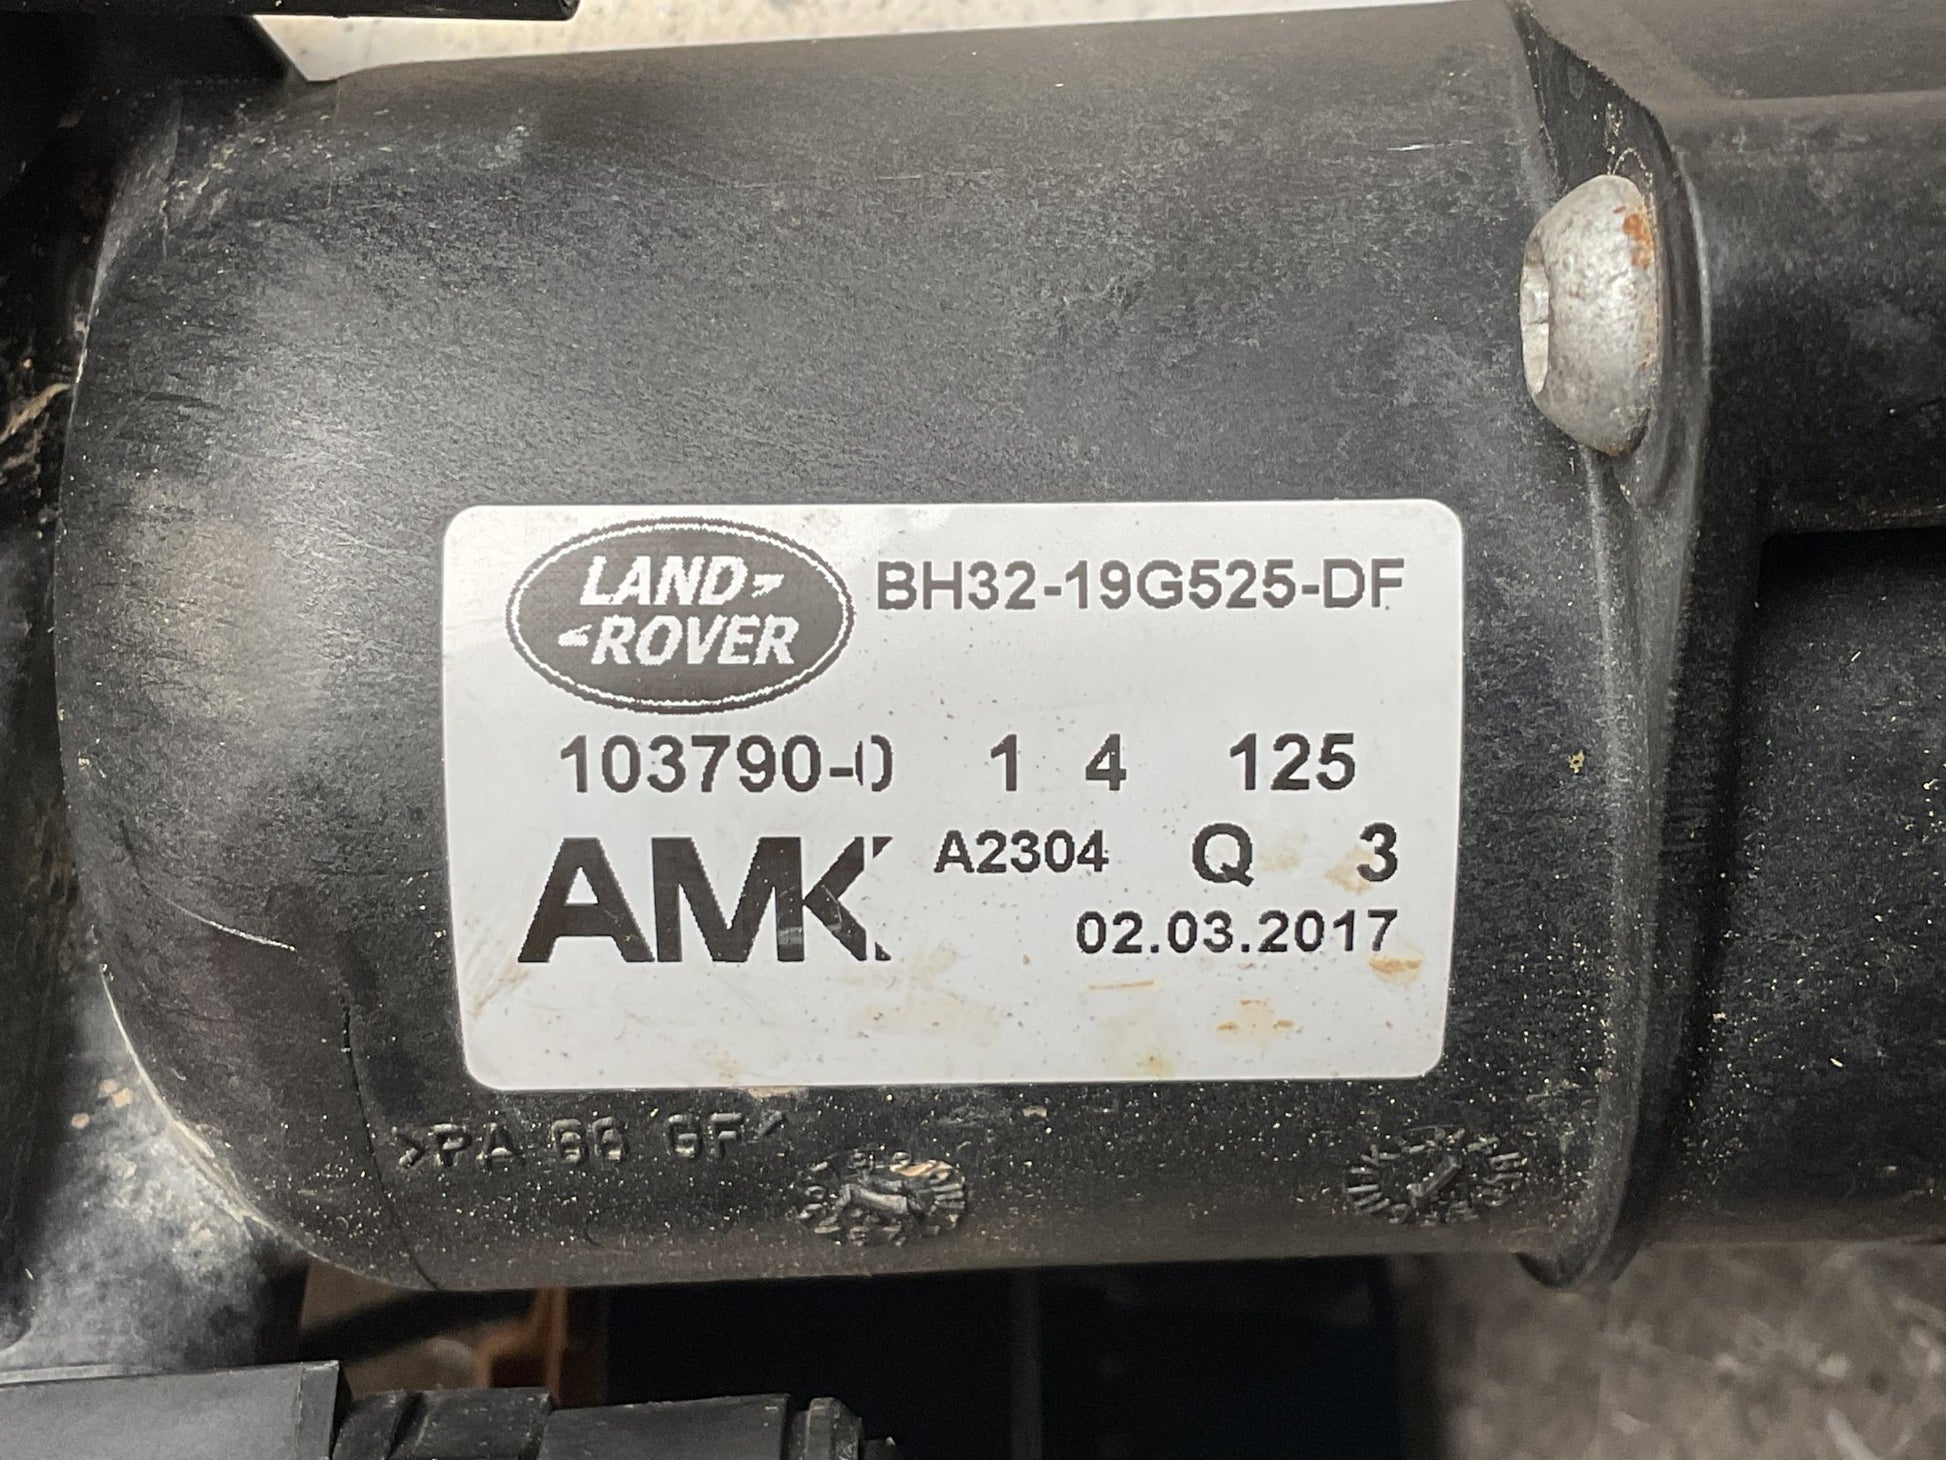 LAND
ROVER
BH32-19G525-DF
103790-0 1 4 125
AMK A2304 Q 3
02.03.2017
>PA 66 GF<